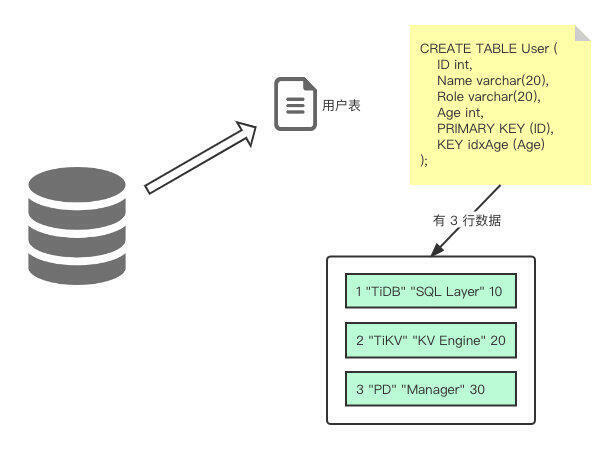 CREATE TABLE User (
ID int,
Name varchar(20),
Role varchar(20),
Age int,
PRIMARY KEY (ID),
KEY idxAge (Age)
);
用户表
有 3 行数据
1 "TiDB" "SQL Layer" 10
2 "TiKV" "KV Engine" 20
3 "PD" "Manager" 30